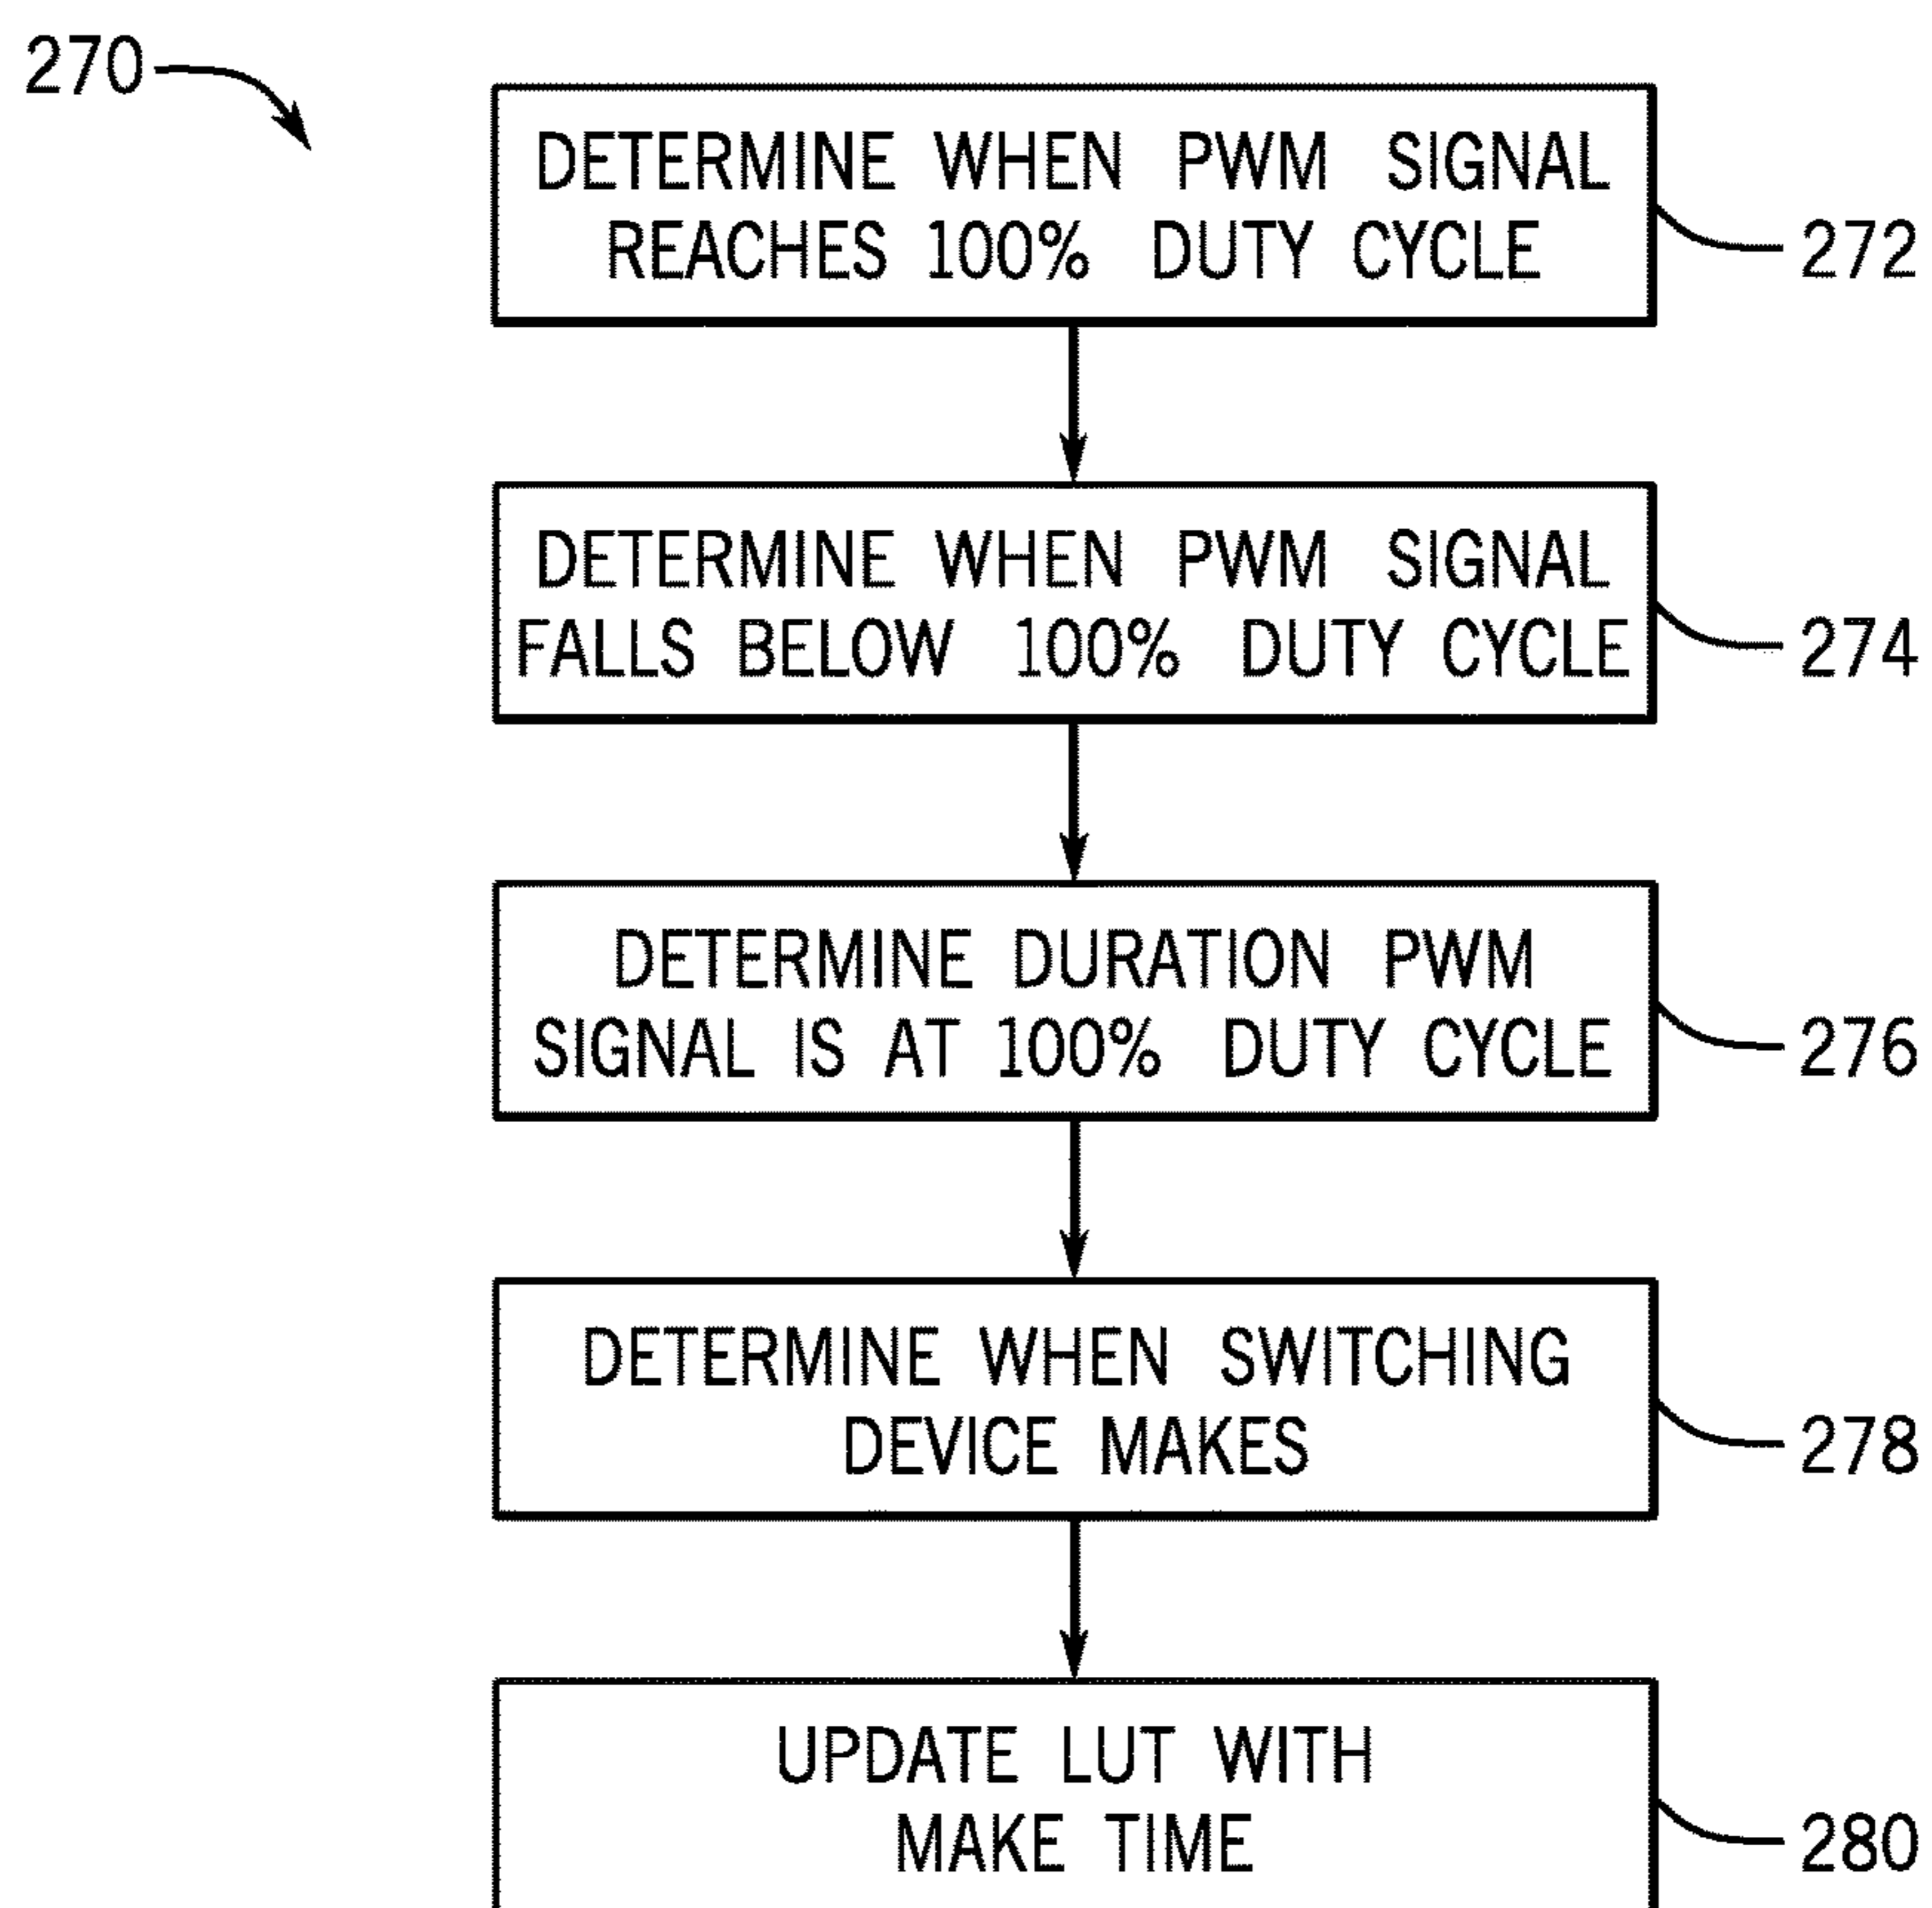 270
DETERMINE WHEN PWM SIGNAL
REACHES 100% DUTY CYCLE
272
DETERMINE WHEN PWM SIGNAL
FALLS BELOW 100% DUTY CYCLE
274
DETERMINE DURATION PWM
SIGNAL IS AT 100% DUTY CYCLE
276
DETERMINE WHEN SWITCHING
DEVICE MAKES
278
UPDATE LUT WITH
MAKE TIME
280